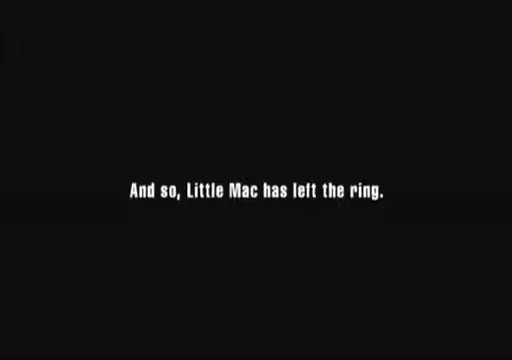 And so, Little Mac has left the ring.